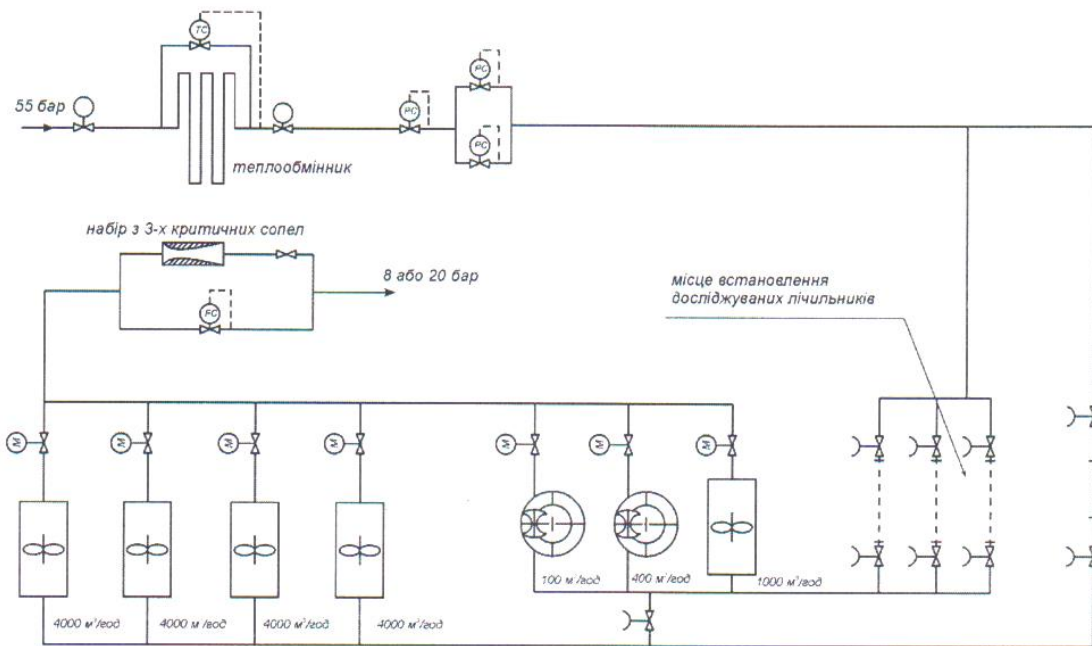 TC
55 бар
PC
PC
PC
теплообмінник
набір з 3-х критичних сопел
8 або 20 бар
FC
місце встановлення
досліджуваних лічильників
M
M
M
M
M
M
M
100 м³/год
400 м³/год
1000 м³/год
4000 м³/год
4000 м³/год
4000 м³/год
4000 м³/год